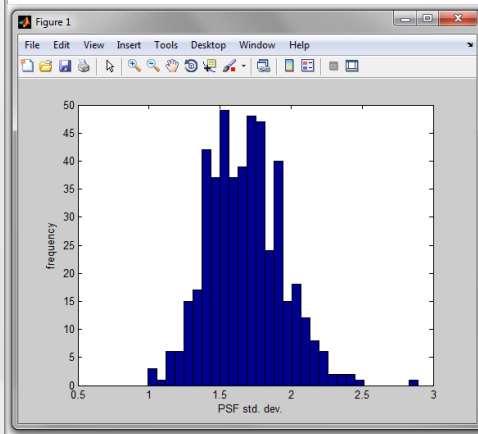 Figure 1
File Edit View Insert Tools Desktop Window Help
50
45
40
35
30
25
20
15
10
5
0
frequency
0.5 1 1.5 2 2.5 3
PSF std. dev.